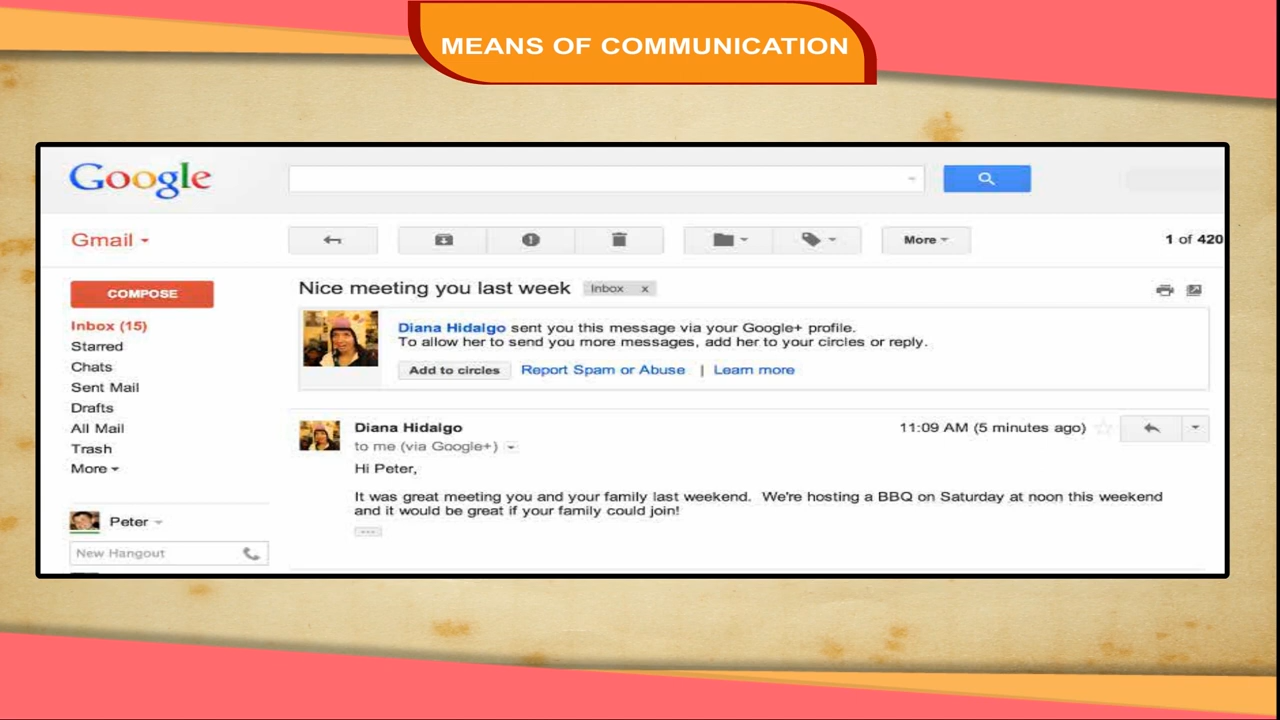 MEANS OF COMMUNICATION
Google
Gmail
More
1 of 420
COMPOSE
Nice meeting you last week
Inbox x
Inbox (15)
Starred
Chats
Sent Mail
Drafts
All Mail
Trash
More
Diana Hidalgo sent you this message via your Google+ profile.
To allow her to send you more messages, add her to your circles or reply.
Add to circles Report Spam or Abuse | Learn more
Diana Hidalgo
11:09 AM (5 minutes ago)
to me (via Google+)
Hi Peter,
It was great meeting you and your family last weekend. We're hosting a BBQ on Saturday at noon this weekend
and it would be great if your family could join!
Peter
New Hangout